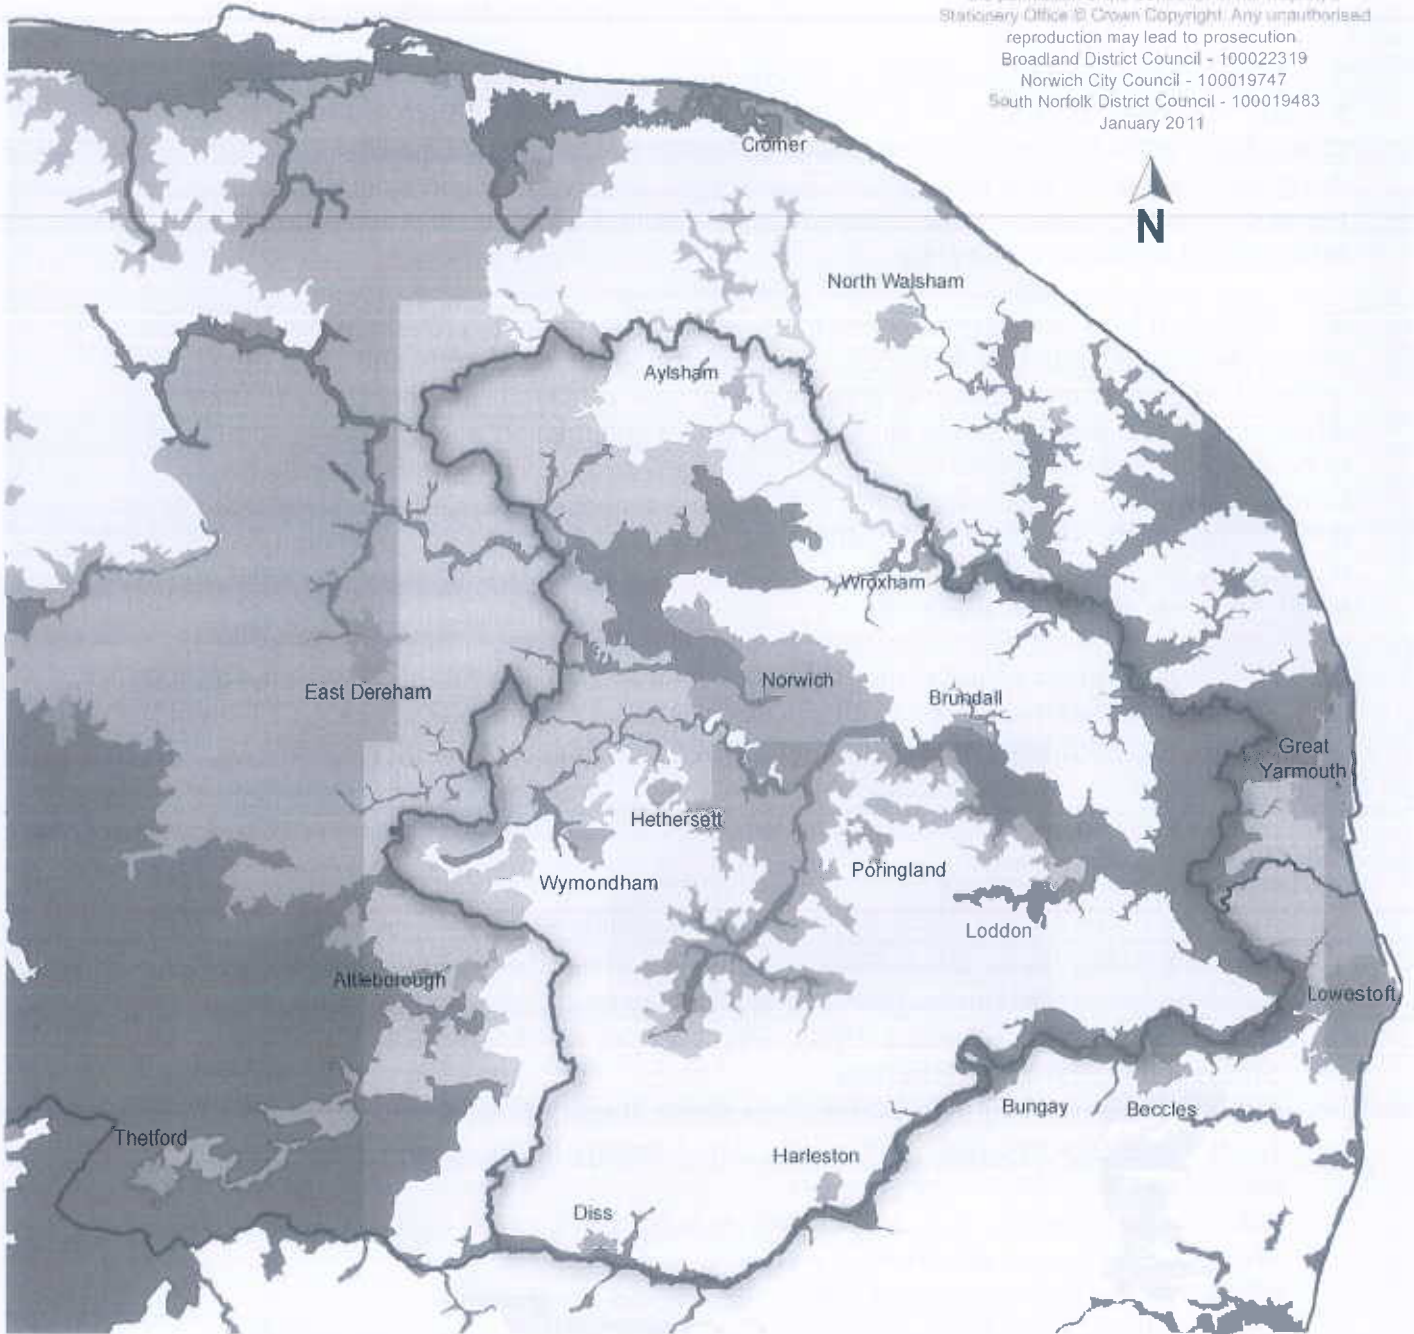 Stationery Office © Crown Copyright. Any unauthorised
reproduction may lead to prosecution.
Broadland District Council - 100022319
Norwich City Council - 100019747
South Norfolk District Council - 100019483
January 2011
Cromer
N
North Walsham
Aylsham
Wroxham
East Dereham
Norwich
Brundall
Great
Yarmouth
Hethersett
Poringland
Wymondham
Loddon
Attleborough
Lowestoft
Bungay
Beccles
Thetford
Harleston
Diss